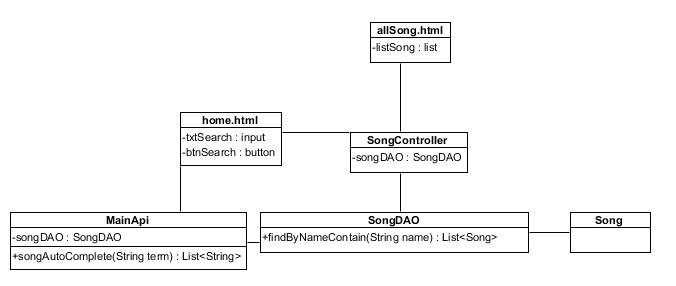 allSong.html
-listSong : list
home.html
-txtSearch : input
-btnSearch : button
SongController
-songDAO : SongDAO
MainApi
-songDAO : SongDAO
+songAutoComplete(String term) : List<String>
SongDAO
+findByNameContain(String name) : List<Song>
Song